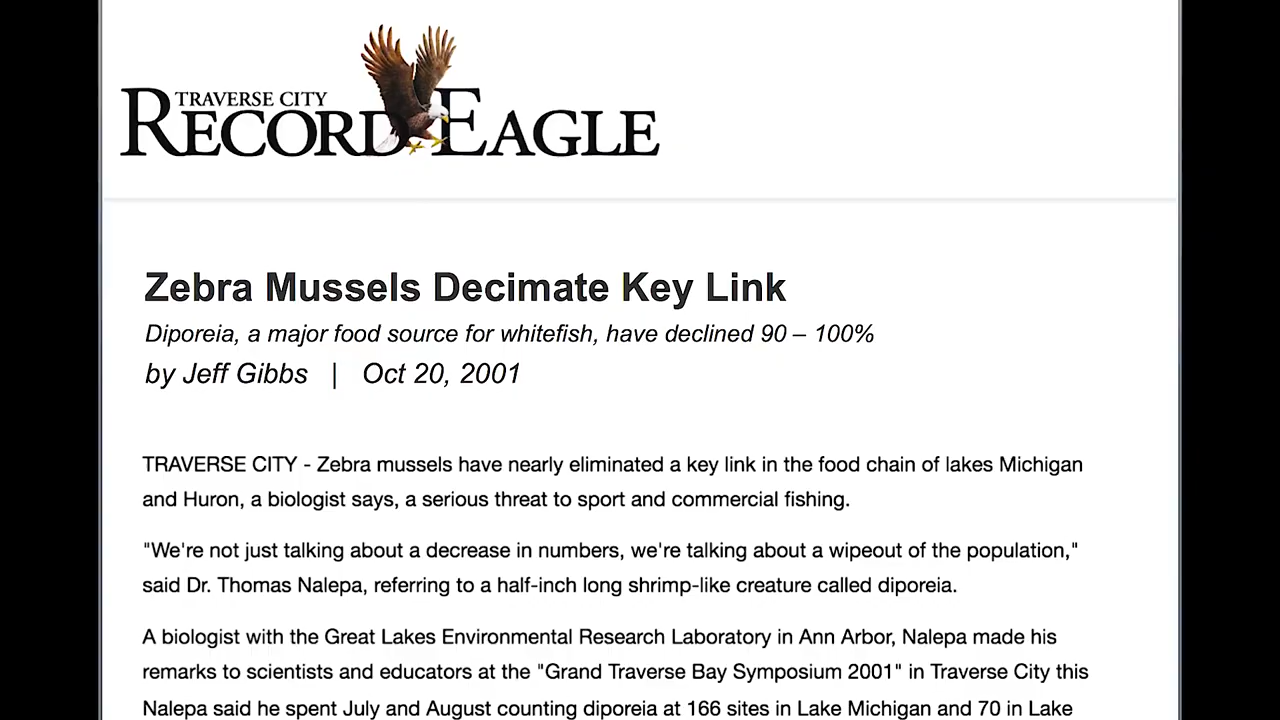 TRAVERSE CITY
RECORD EAGLE
Zebra Mussels Decimate Key Link
Diporeia, a major food source for whitefish, have declined 90 – 100%
by Jeff Gibbs | Oct 20, 2001
TRAVERSE CITY - Zebra mussels have nearly eliminated a key link in the food chain of lakes Michigan
and Huron, a biologist says, a serious threat to sport and commercial fishing.
"We're not just talking about a decrease in numbers, we're talking about a wipeout of the population,"
said Dr. Thomas Nalepa, referring to a half-inch long shrimp-like creature called diporeia.
A biologist with the Great Lakes Environmental Research Laboratory in Ann Arbor, Nalepa made his
remarks to scientists and educators at the "Grand Traverse Bay Symposium 2001" in Traverse City this
Nalepa said he spent July and August counting diporeia at 166 sites in Lake Michigan and 70 in Lake